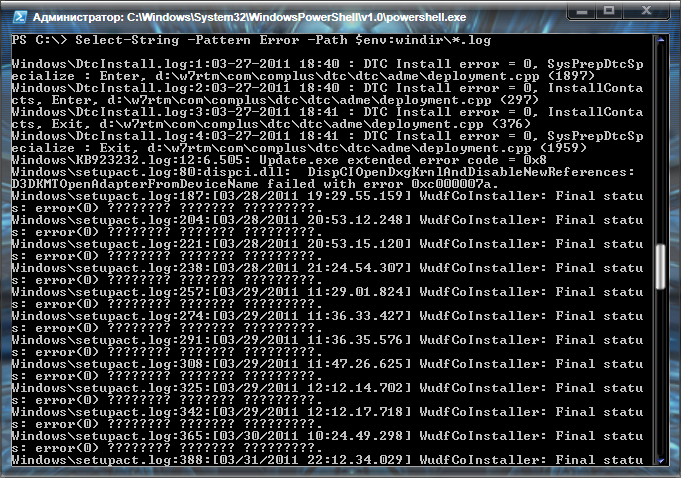 Администратор: C:\Windows\System32\WindowsPowerShell\v1.0\powershell.exe
PS C:\> Select-String -Pattern Error -Path $env:windir\*.log
Windows\DtcInstall.log:1:03-27-2011 18:40 : DTC Install error = 0, SysPrepDtcSp
ecialize : Enter, d:\w7rtm\com\complus\dtc\dtc\adme\deployment.cpp (1897)
Windows\DtcInstall.log:2:03-27-2011 18:40 : DTC Install error = 0, InstallConta
cts, Enter, d:\w7rtm\com\complus\dtc\dtc\adme\deployment.cpp (297)
Windows\DtcInstall.log:3:03-27-2011 18:41 : DTC Install error = 0, InstallConta
cts, Exit, d:\w7rtm\com\complus\dtc\dtc\adme\deployment.cpp (376)
Windows\DtcInstall.log:4:03-27-2011 18:41 : DTC Install error = 0, SysPrepDtcSp
ecialize : Exit, d:\w7rtm\com\complus\dtc\dtc\adme\deployment.cpp (1959)
Windows\KB923232.log:12:6.505: Update.exe extended error code = 0x8
Windows\setupact.log:80:dispci.dll:  DispCIOpenDxgKrnlAndDisableNewReferences:
D3DKMTOpenAdapterFromDeviceName failed with error 0xc000007a.
Windows\setupact.log:187:[03/28/2011 19:29.55.159] WudfCoInstaller: Final statu
s: error(0) ???????? ??????? ?????????.
Windows\setupact.log:204:[03/28/2011 20:53.12.248] WudfCoInstaller: Final statu
s: error(0) ???????? ??????? ?????????.
Windows\setupact.log:221:[03/28/2011 20:53.15.120] WudfCoInstaller: Final statu
s: error(0) ???????? ??????? ?????????.
Windows\setupact.log:238:[03/28/2011 21:24.54.307] WudfCoInstaller: Final statu
s: error(0) ???????? ??????? ?????????.
Windows\setupact.log:257:[03/29/2011 11:29.01.824] WudfCoInstaller: Final statu
s: error(0) ???????? ??????? ?????????.
Windows\setupact.log:274:[03/29/2011 11:36.33.427] WudfCoInstaller: Final statu
s: error(0) ???????? ??????? ?????????.
Windows\setupact.log:291:[03/29/2011 11:36.35.576] WudfCoInstaller: Final statu
s: error(0) ???????? ??????? ?????????.
Windows\setupact.log:308:[03/29/2011 11:47.26.625] WudfCoInstaller: Final statu
s: error(0) ???????? ??????? ?????????.
Windows\setupact.log:325:[03/29/2011 12:12.14.702] WudfCoInstaller: Final statu
s: error(0) ???????? ??????? ?????????.
Windows\setupact.log:342:[03/29/2011 12:12.17.718] WudfCoInstaller: Final statu
s: error(0) ???????? ??????? ?????????.
Windows\setupact.log:365:[03/30/2011 10:24.49.298] WudfCoInstaller: Final statu
s: error(0) ???????? ??????? ?????????.
Windows\setupact.log:388:[03/31/2011 22:12.34.029] WudfCoInstaller: Final statu